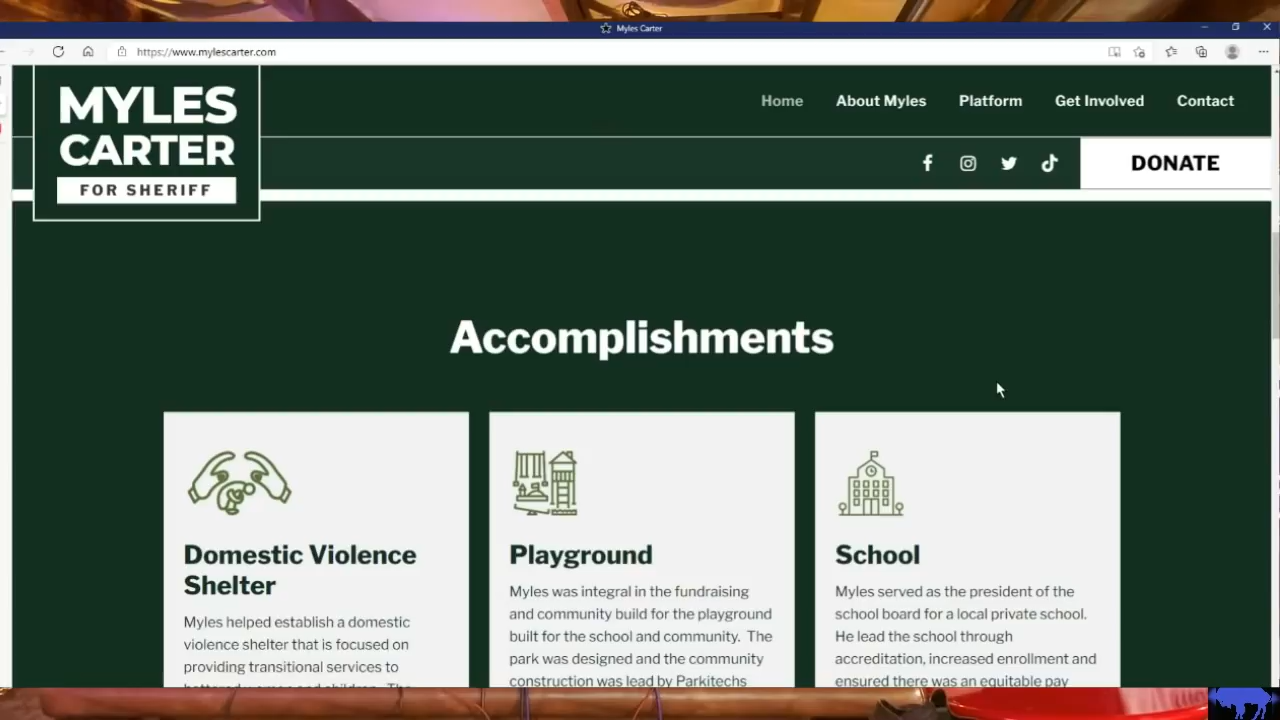 Myles Carter
https://www.mylescarter.com
MYLES
CARTER
FOR SHERIFF
Home
About Myles
Platform
Get Involved
Contact
DONATE
Accomplishments
Domestic Violence
Shelter
Myles helped establish a domestic
violence shelter that is focused on
providing transitional services to
Playground
Myles was integral in the fundraising
and community build for the playground
built for the school and community. The
park was designed and the community
construction was lead by Parkitechs
School
Myles served as the president of the
school board for a local private school.
He lead the school through
accreditation, increased enrollment and
ensured there was an equitable pay